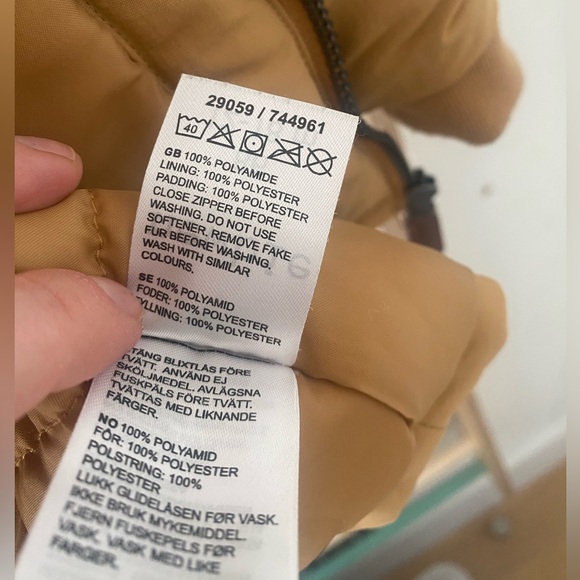 29059 / 744961
40
GB 100% POLYAMIDE
LINING: 100% POLYESTER
PADDING: 100% POLYESTER
CLOSE ZIPPER BEFORE
WASHING. DO NOT USE
SOFTENER. REMOVE FAKE
FUR BEFORE WASHING.
WASH WITH SIMILAR
COLOURS.
SE 100% POLYAMID
FODER: 100% POLYESTER
FYLLNING: 100% POLYESTER
STÄNG BLIXTLÅS FÖRE
TVÄTT. ANVÄND EJ
SKÖLJMEDEL. AVLÄGSNA
FUSKPÄLS FÖRE TVÄTT.
TVÄTTAS MED LIKNANDE
FÄRGER.
NO 100% POLYAMID
FÔR: 100% POLYESTER
POLSTRING: 100%
POLYESTER
LUKK GLIDELÅSEN FØR VASK.
IKKE BRUK MYKEMIDDEL.
FJERN FUSKEPELS FØR
VASK. VASK MED LIKE
FARGER.